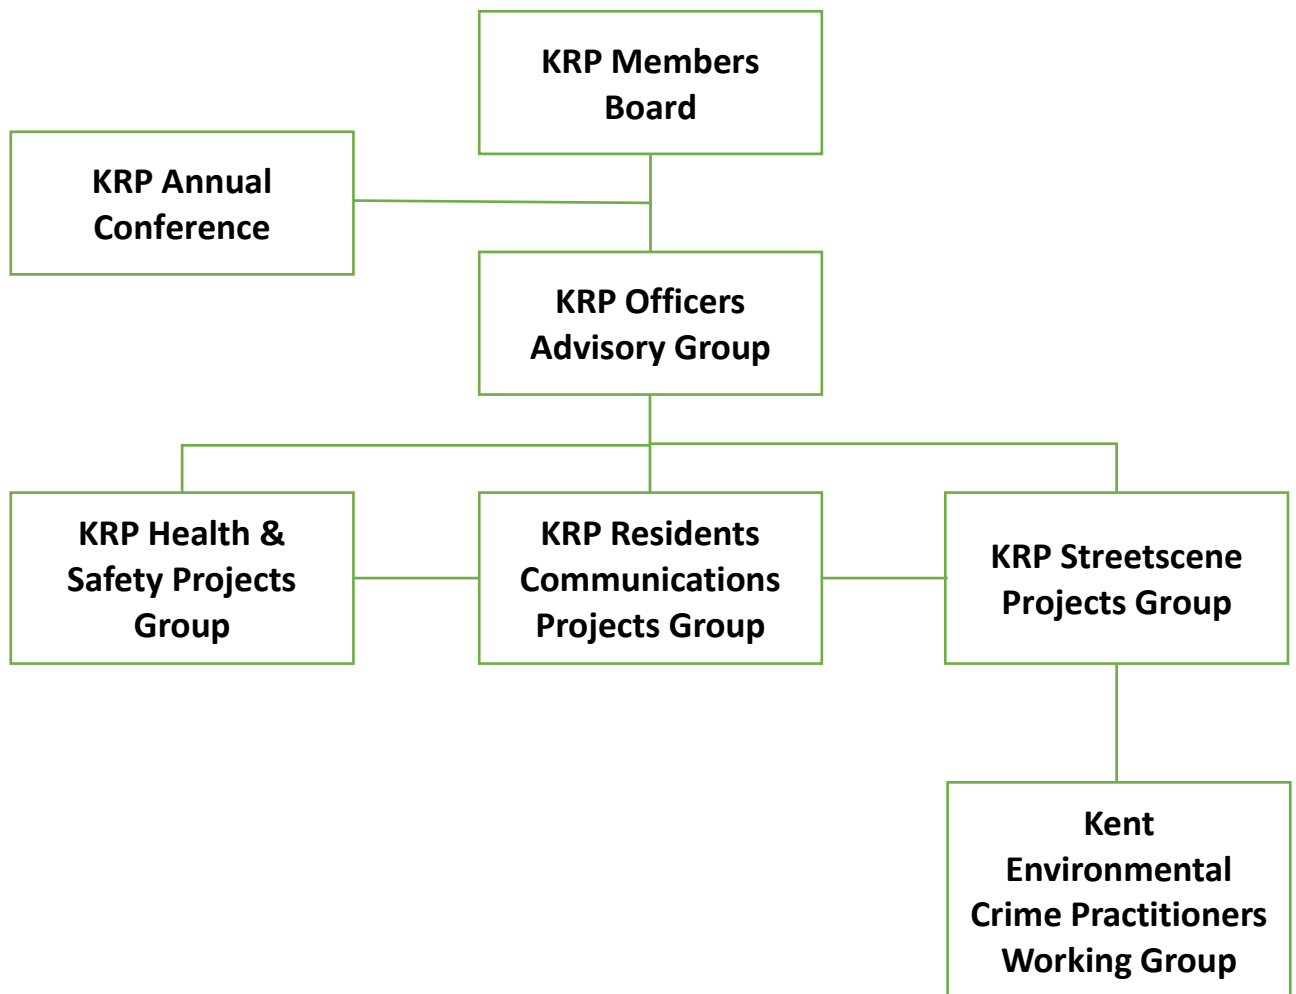 KRP Members
Board
KRP Annual
Conference
KRP Officers
Advisory Group
KRP Health &
Safety Projects
Group
KRP Residents
Communications
Projects Group
KRP Streetscene
Projects Group
Kent
Environmental
Crime Practitioners
Working Group